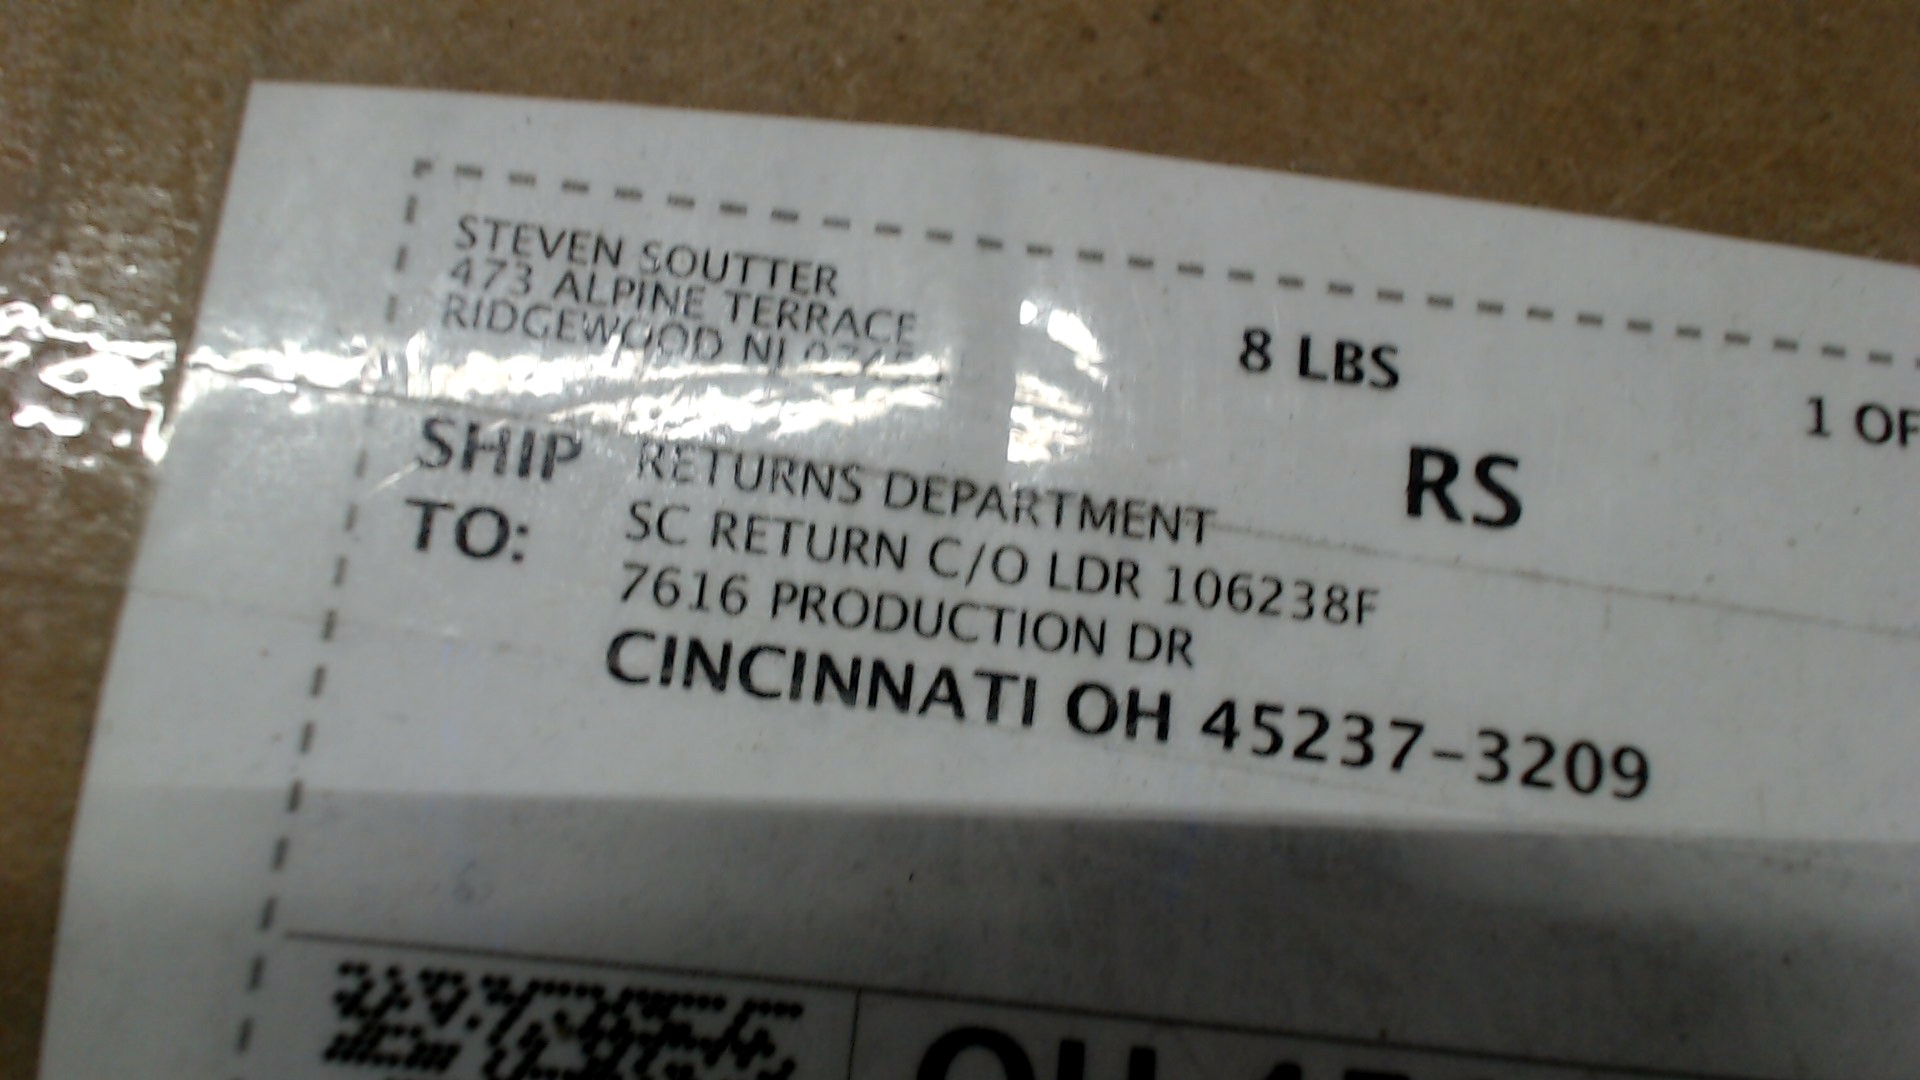 STEVEN SOUTTER
473 ALPINE TERRACE
RIDGEWOOD NJ
8 LBS
1 OF
RS
SHIP TO:
RETURNS DEPARTMENT
SC RETURN C/O LDR 106238F
7616 PRODUCTION DR
CINCINNATI OH 45237-3209
OH